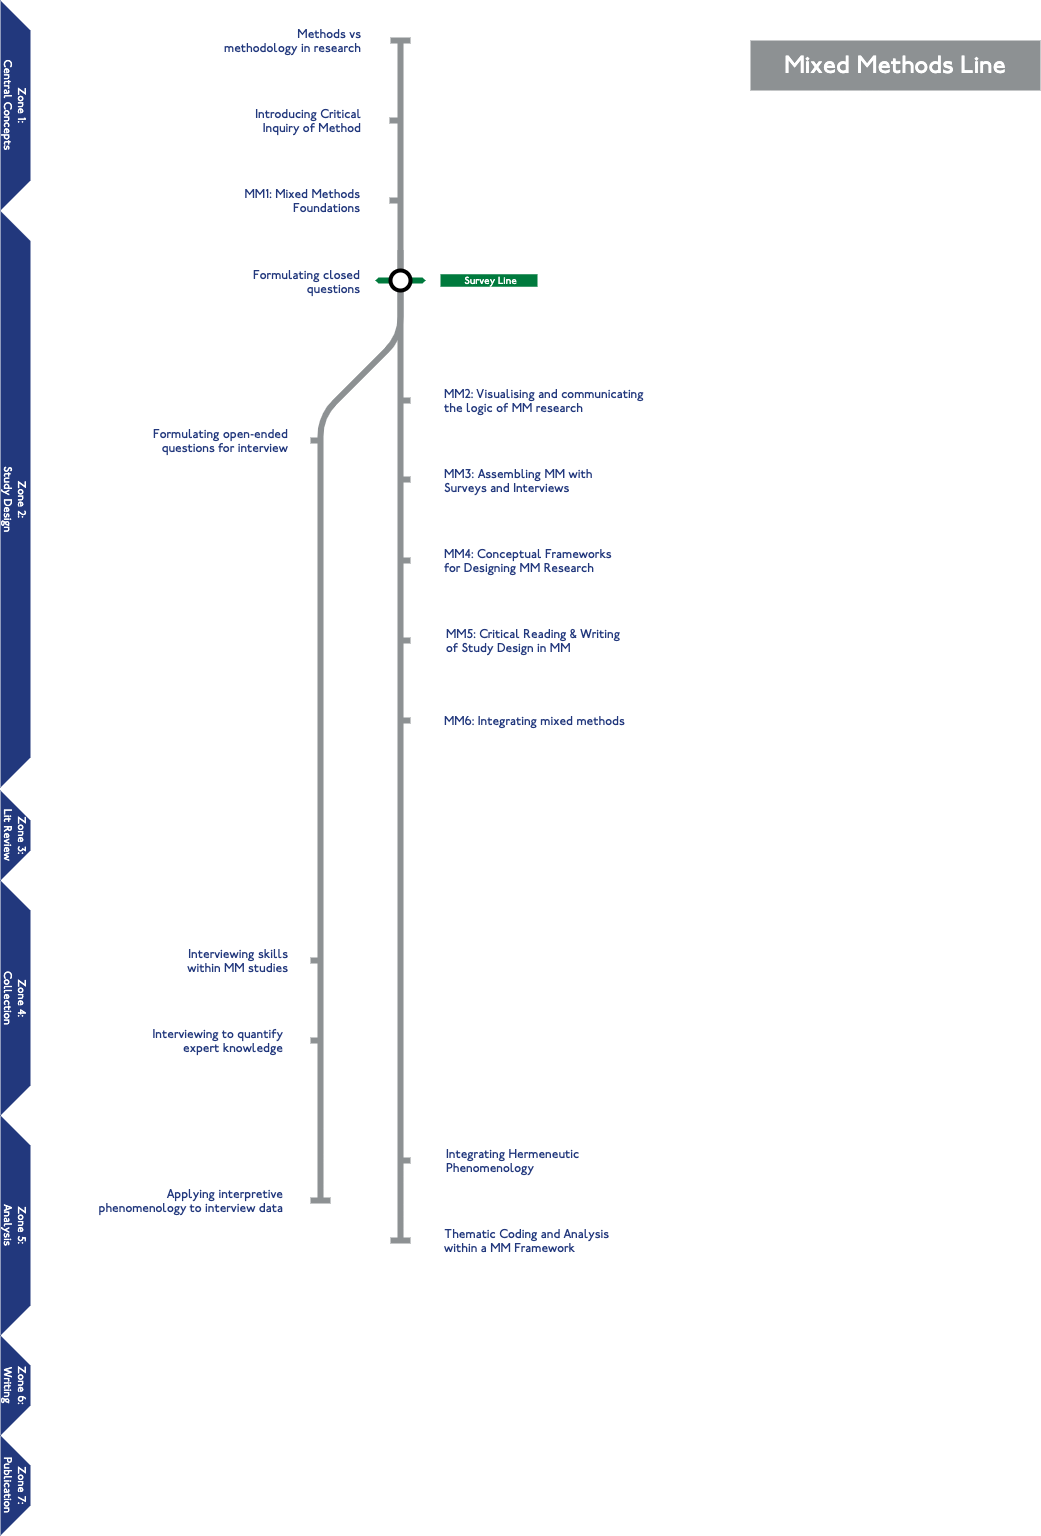 Mixed Methods Line
Zone 1:
Central Concepts
Methods vs
methodology in research
Introducing Critical
Inquiry of Method
MM1: Mixed Methods
Foundations
Zone 2:
Study Design
Formulating closed
questions
Survey Line
MM2: Visualising and communicating
the logic of MM research
Formulating open-ended
questions for interview
MM3: Assembling MM with
Surveys and Interviews
MM4: Conceptual Frameworks
for Designing MM Research
MM5: Critical Reading & Writing
of Study Design in MM
MM6: Integrating mixed methods
Zone 3:
Lit Review
Zone 4:
Collection
Interviewing skills
within MM studies
Interviewing to quantify
expert knowledge
Zone 5:
Analysis
Integrating Hermeneutic
Phenomenology
Applying interpretive
phenomenology to interview data
Thematic Coding and Analysis
within a MM Framework
Zone 6:
Writing
Zone 7:
Publication